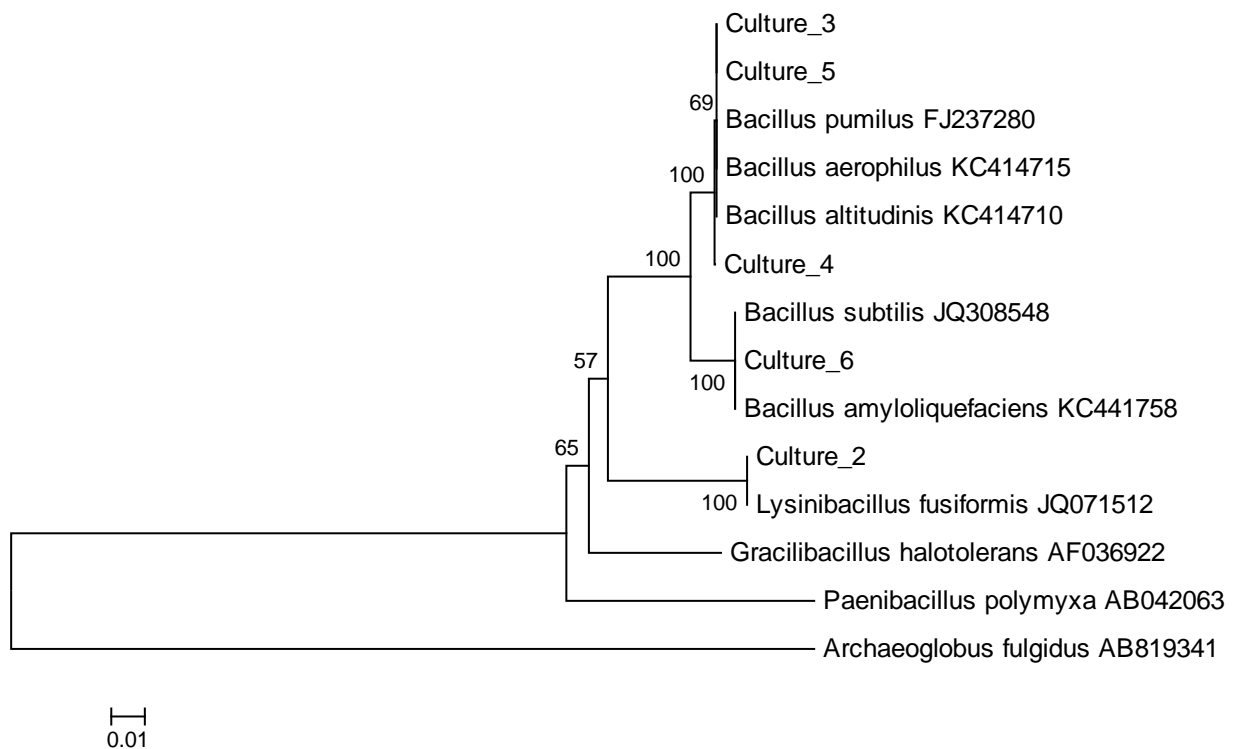 Culture_3
Culture_5
69
Bacillus pumilus FJ237280
Bacillus aerophilus KC414715
100
Bacillus altitudinis KC414710
100
Culture_4
Bacillus subtilis JQ308548
57
Culture_6
100
Bacillus amyloliquefaciens KC441758
65
Culture_2
100
Lysinibacillus fusiformis JQ071512
Gracilibacillus halotolerans AF036922
Paenibacillus polymyxa AB042063
Archaeoglobus fulgidus AB819341
0.01